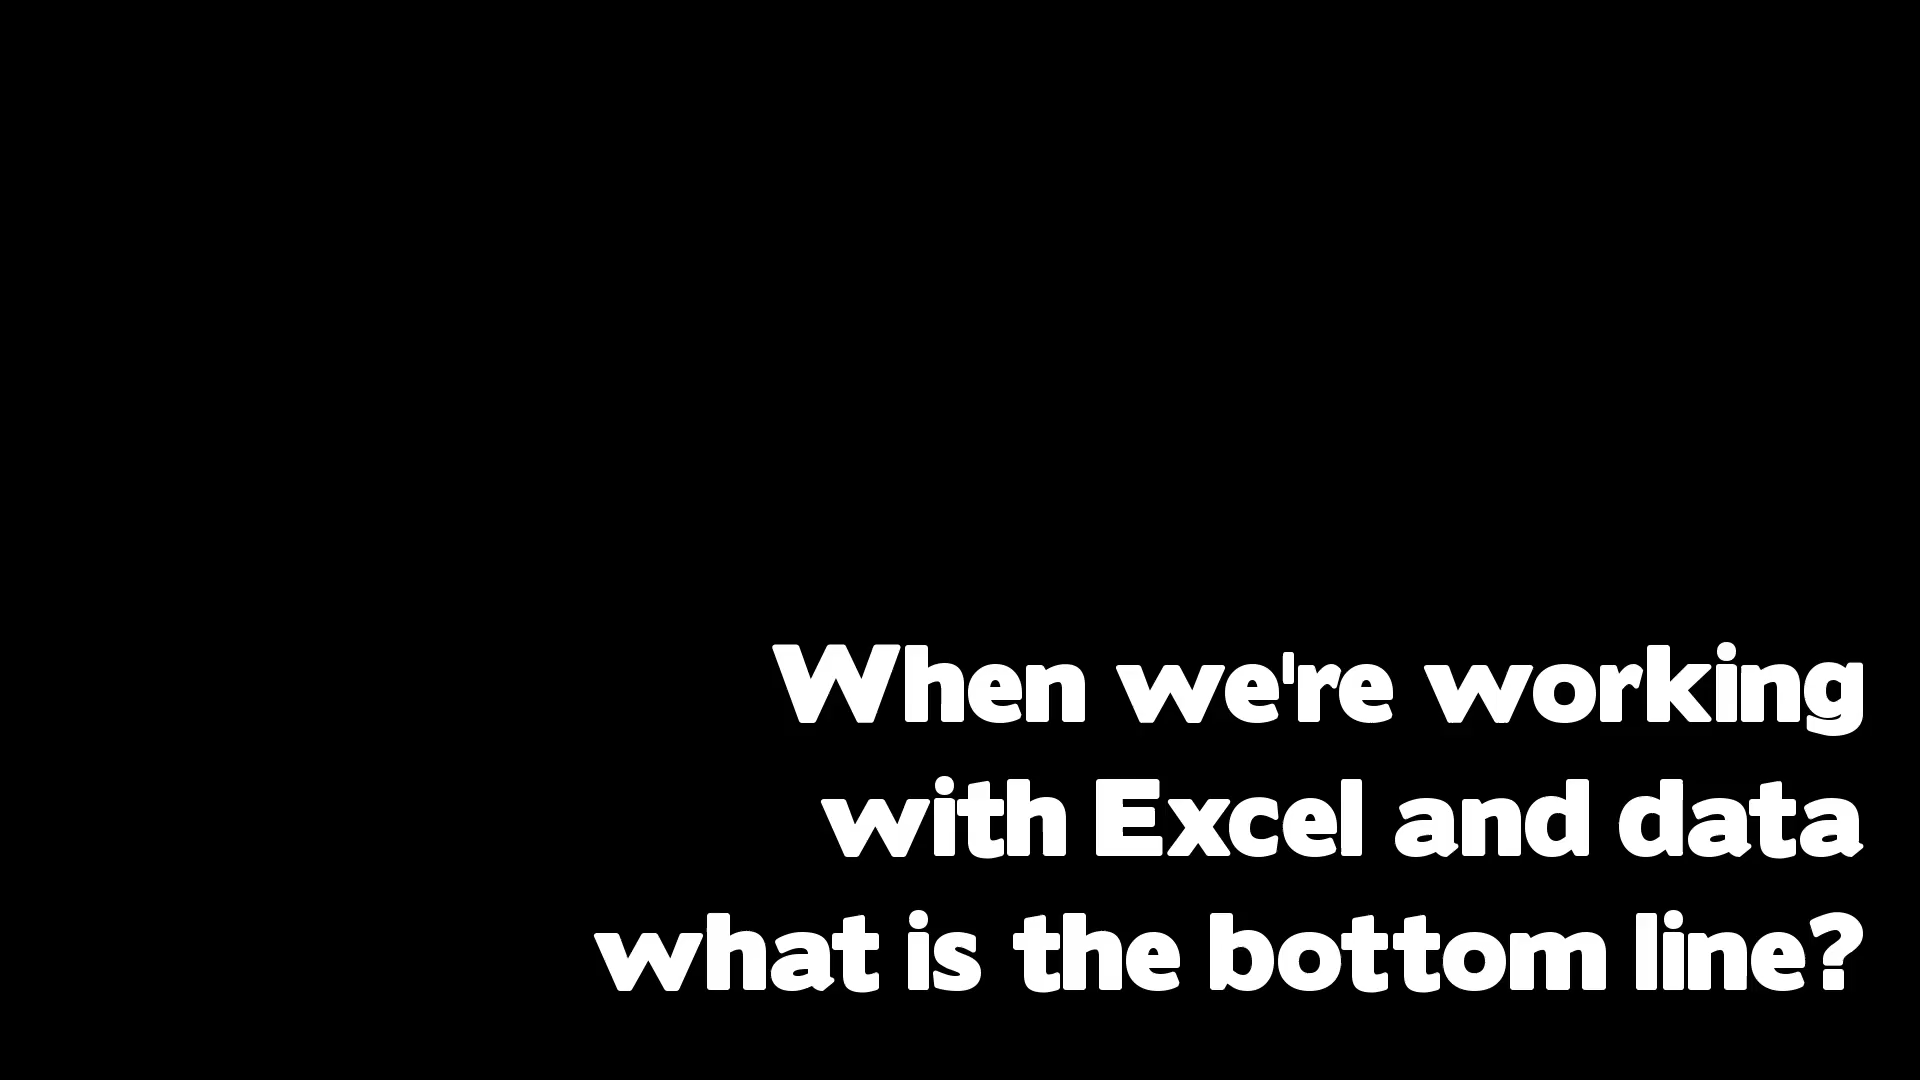 When we're working
with Excel and data
what is the bottom line?